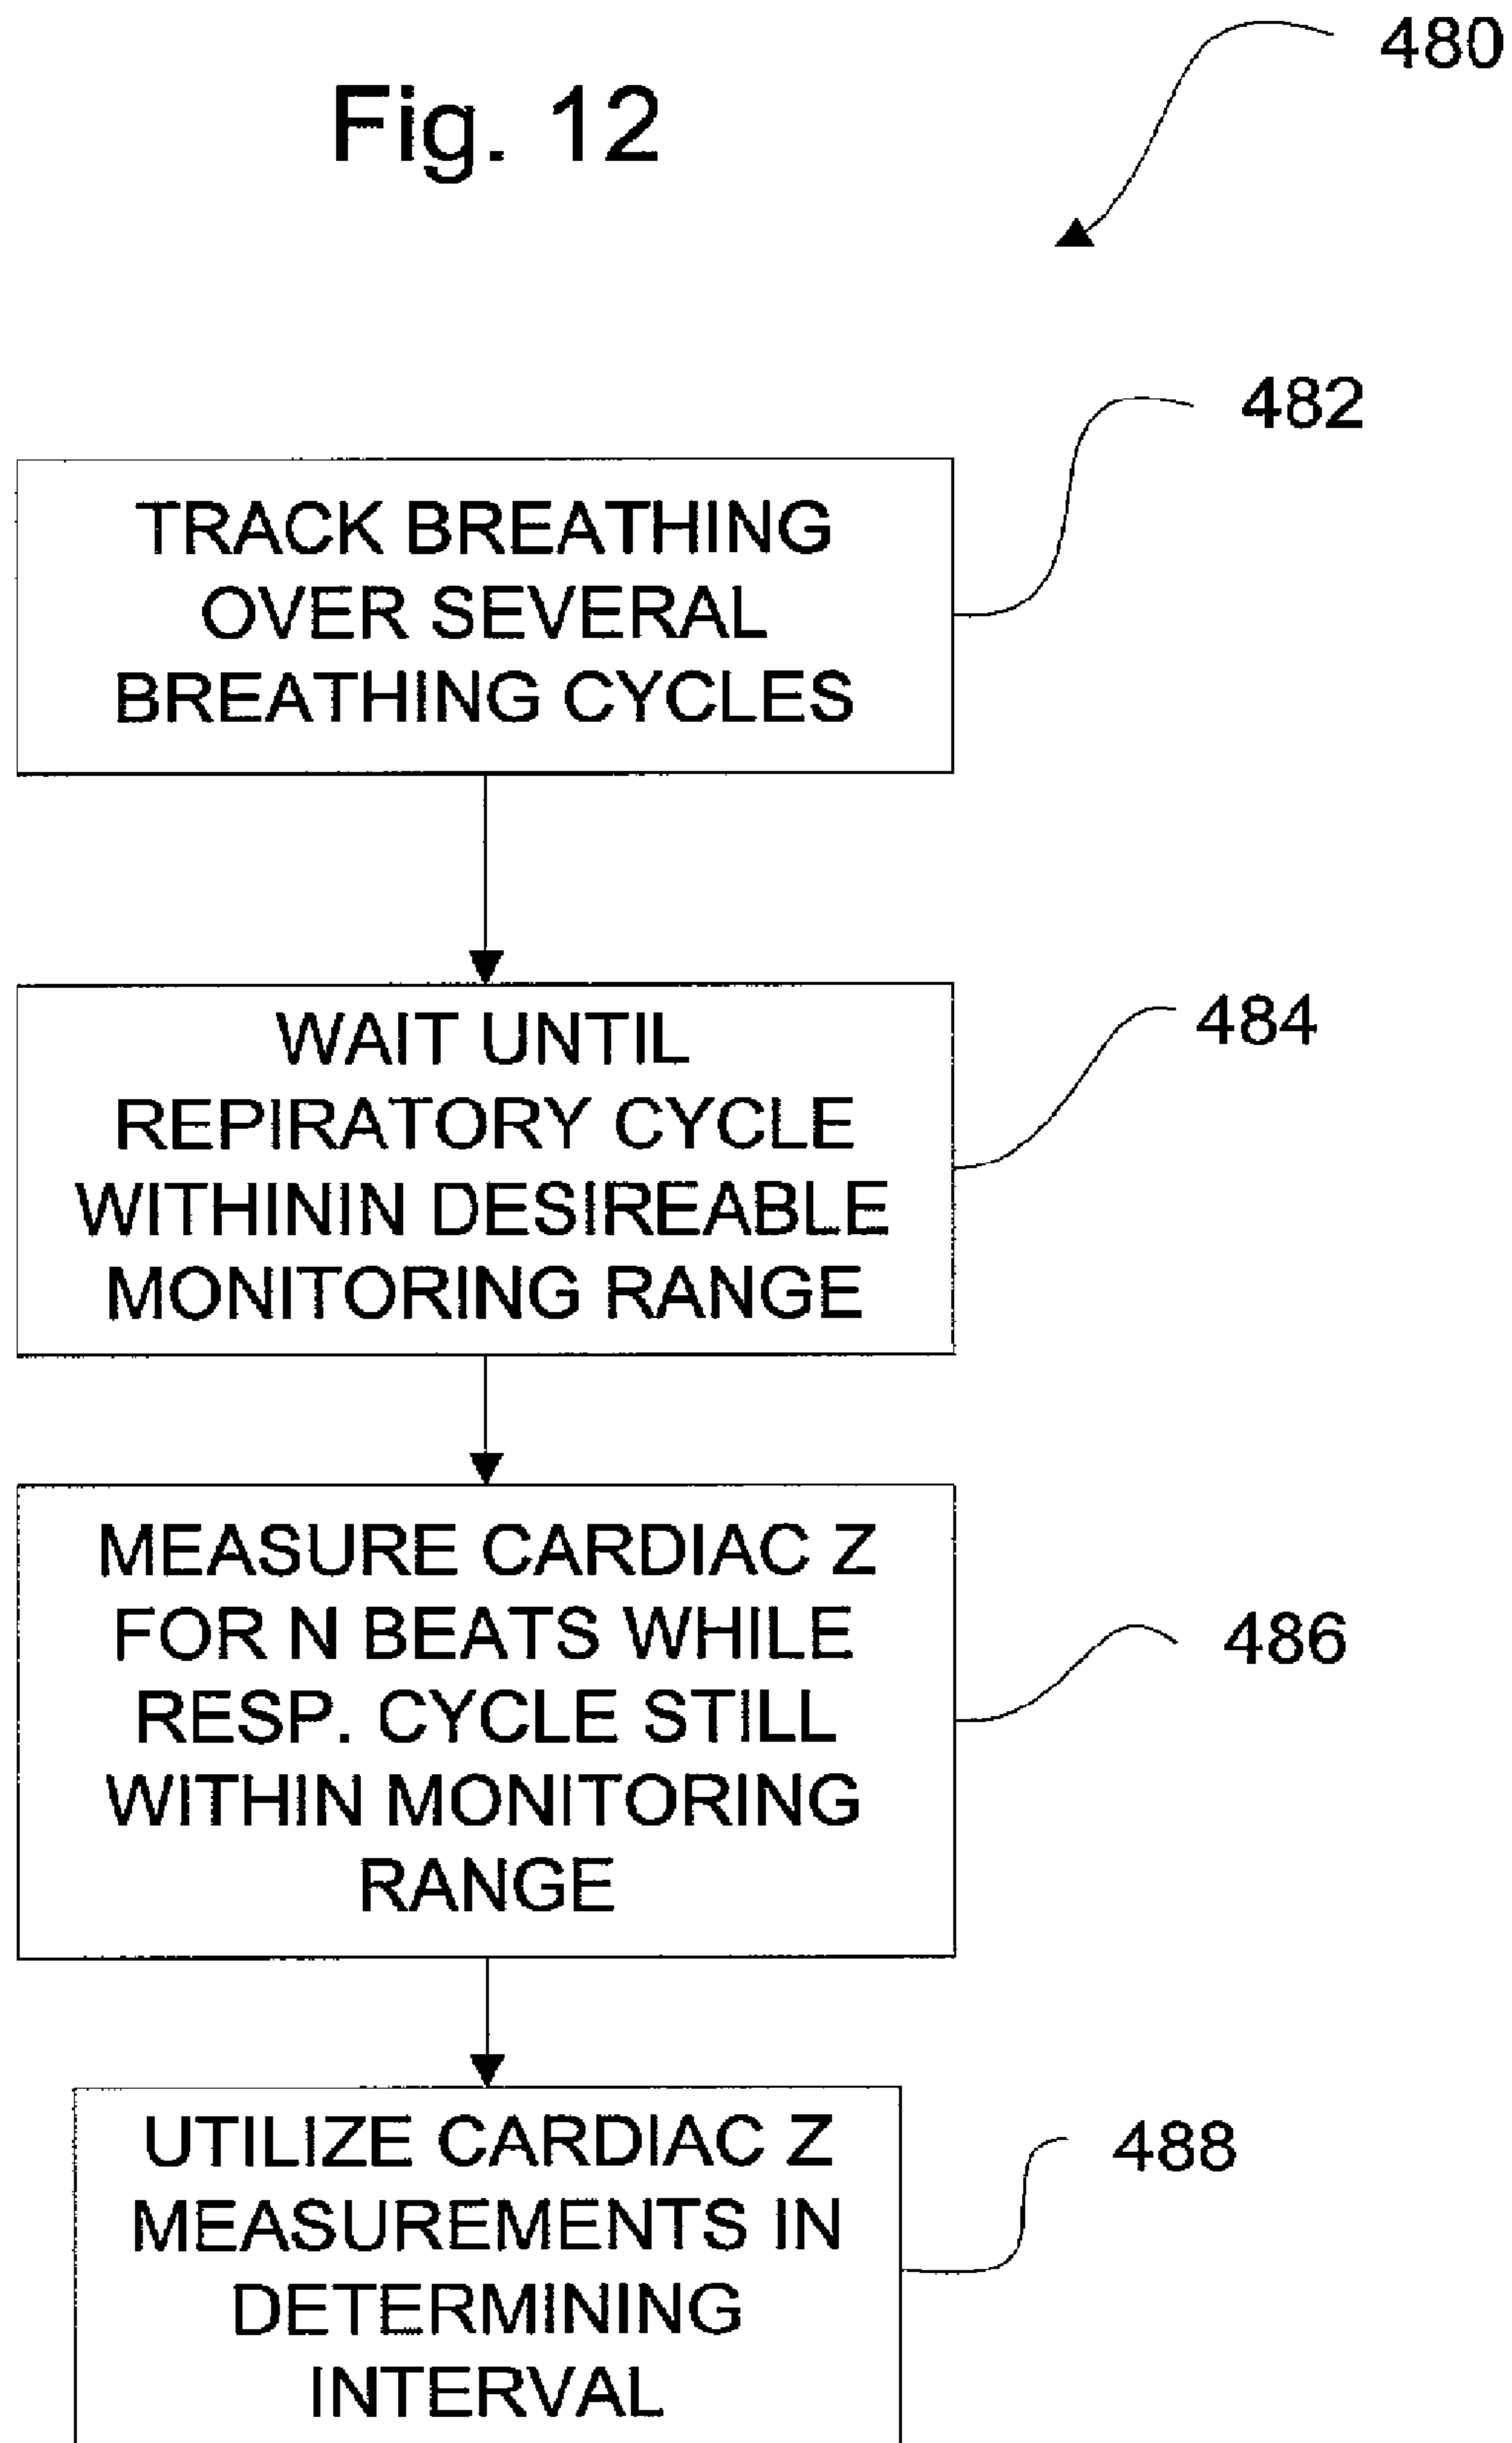 480
Fig. 12
482
TRACK BREATHING
OVER SEVERAL
BREATHING CYCLES
484
WAIT UNTIL
REPIRATORY CYCLE
WITHININ DESIREABLE
MONITORING RANGE
486
MEASURE CARDIAC Z
FOR N BEATS WHILE
RESP. CYCLE STILL
WITHIN MONITORING
RANGE
488
UTILIZE CARDIAC Z
MEASUREMENTS IN
DETERMINING
INTERVAL